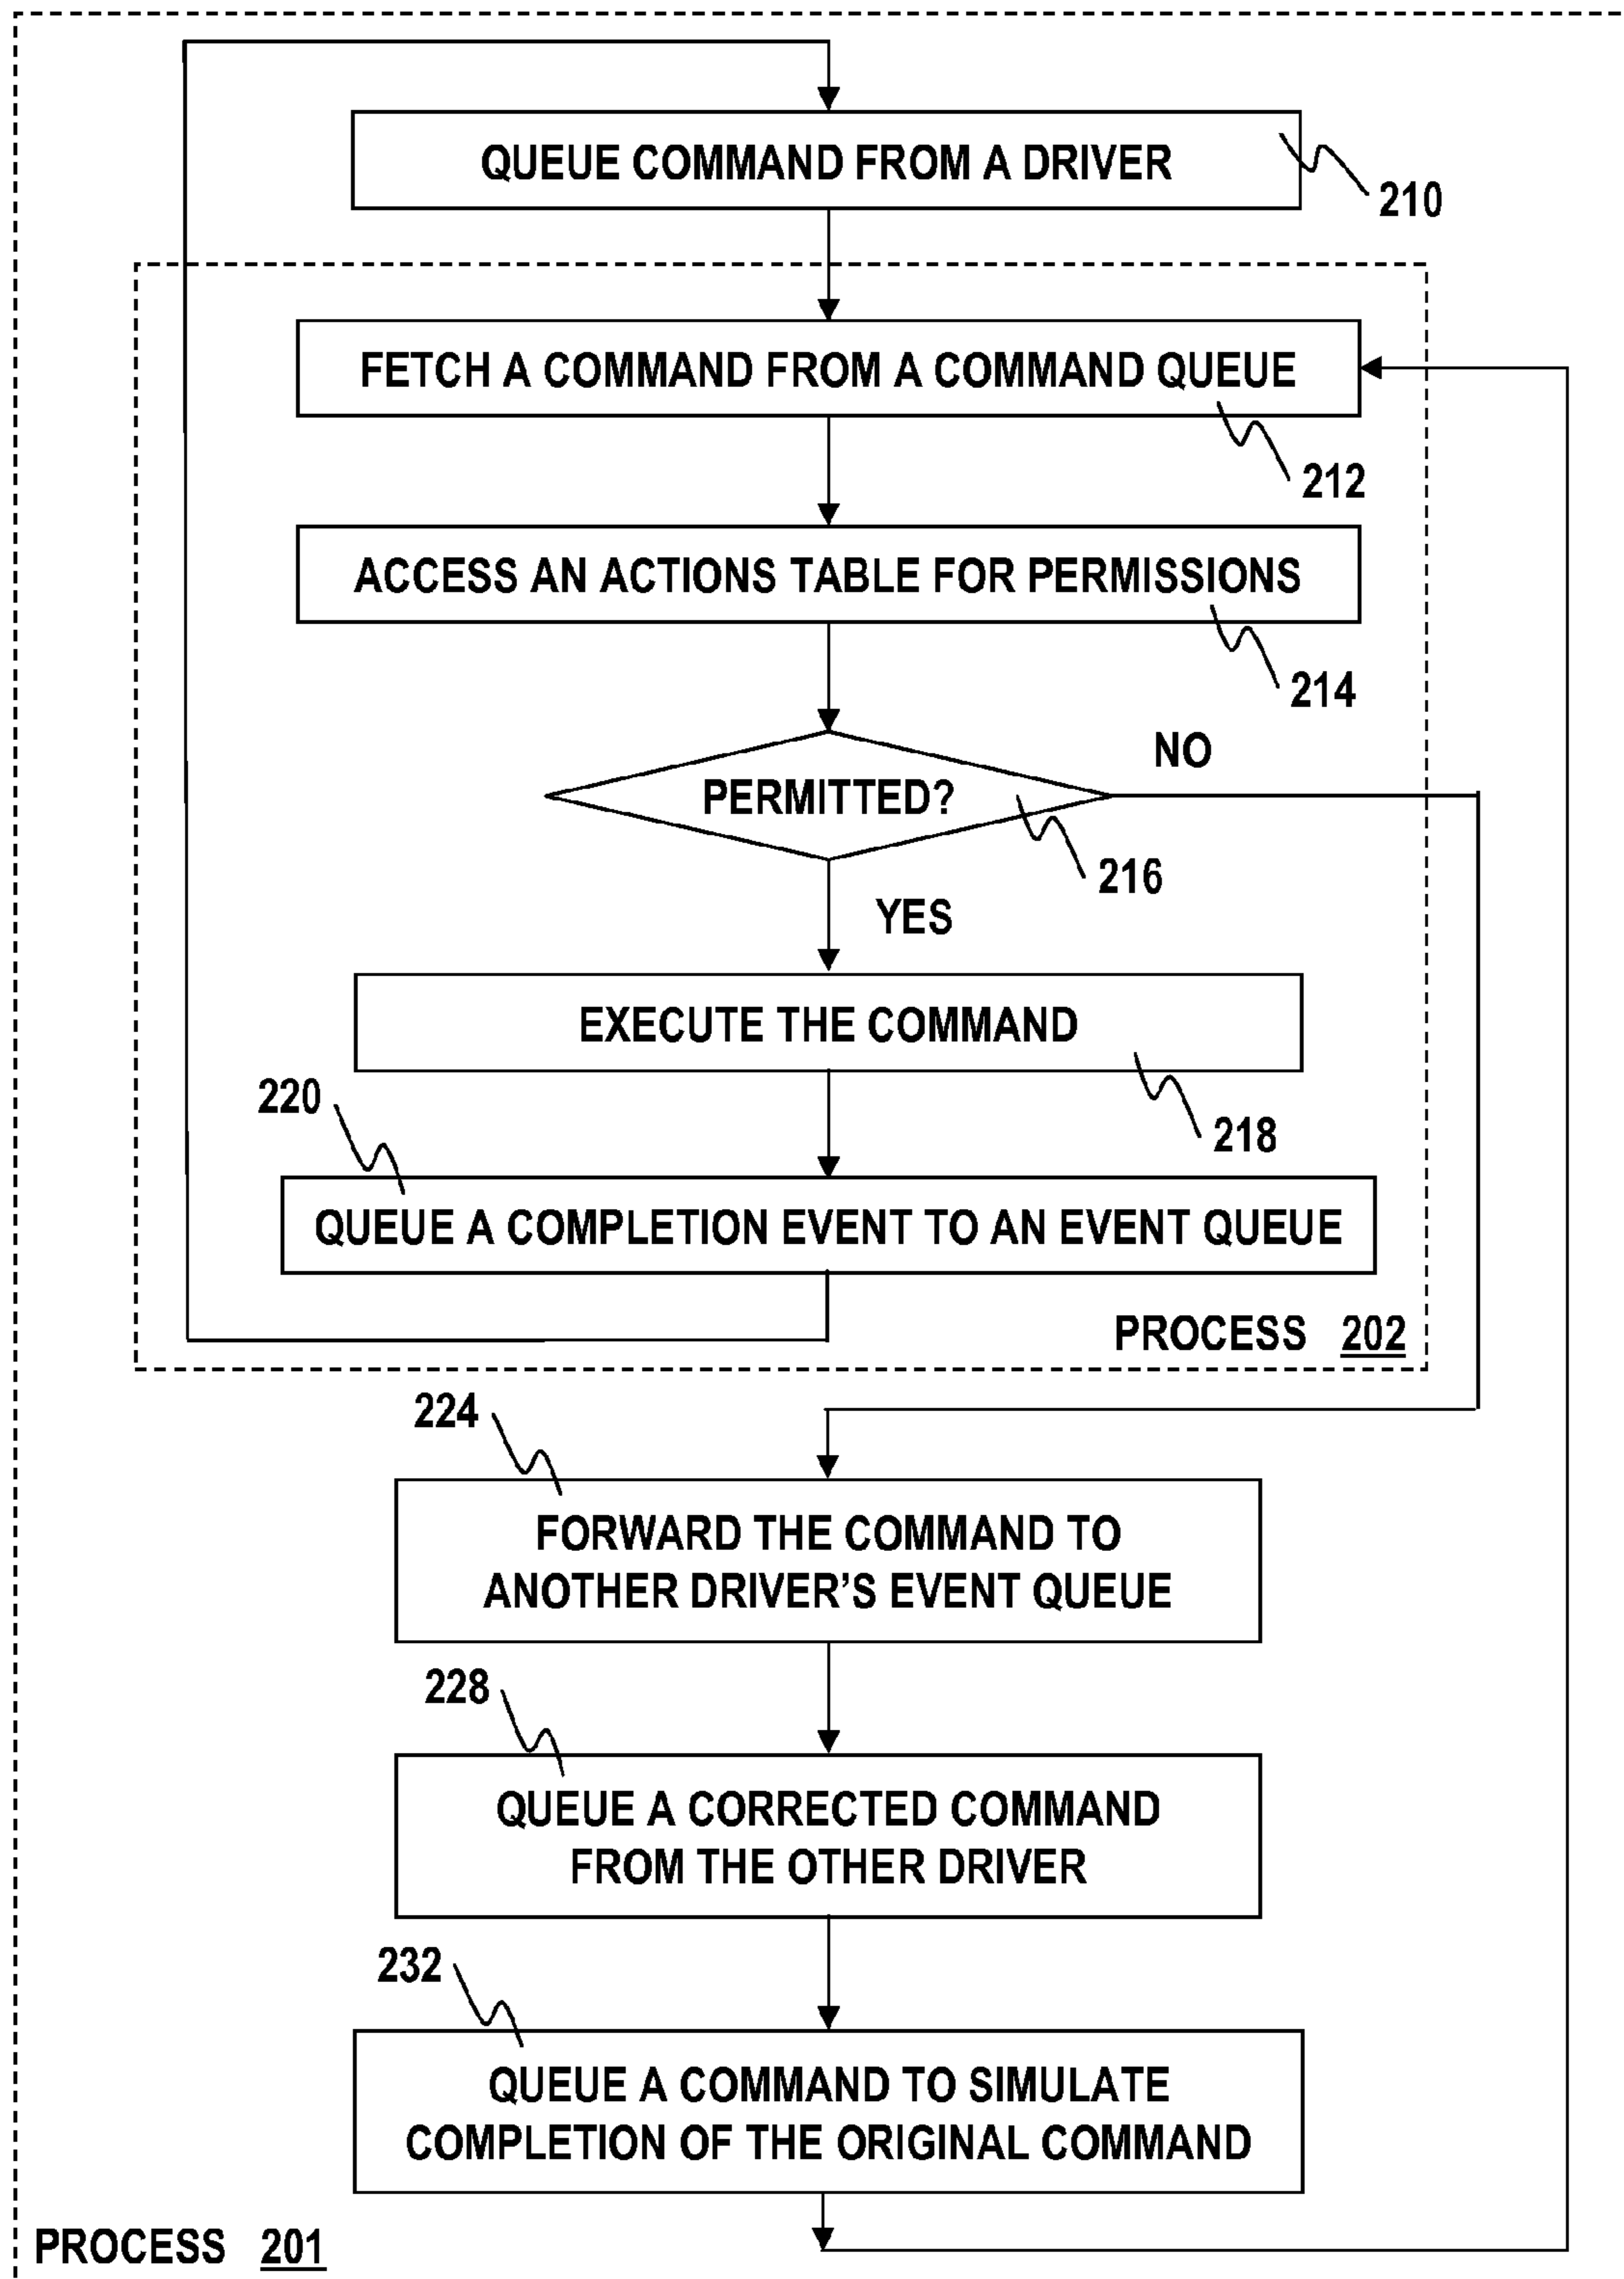 QUEUE COMMAND FROM A DRIVER
210
FETCH A COMMAND FROM A COMMAND QUEUE
212
ACCESS AN ACTIONS TABLE FOR PERMISSIONS
214
NO
PERMITTED?
216
YES
EXECUTE THE COMMAND
218
220
QUEUE A COMPLETION EVENT TO AN EVENT QUEUE
PROCESS 202
224
FORWARD THE COMMAND TO
ANOTHER DRIVER'S EVENT QUEUE
228
QUEUE A CORRECTED COMMAND
FROM THE OTHER DRIVER
232
QUEUE A COMMAND TO SIMULATE
COMPLETION OF THE ORIGINAL COMMAND
PROCESS 201